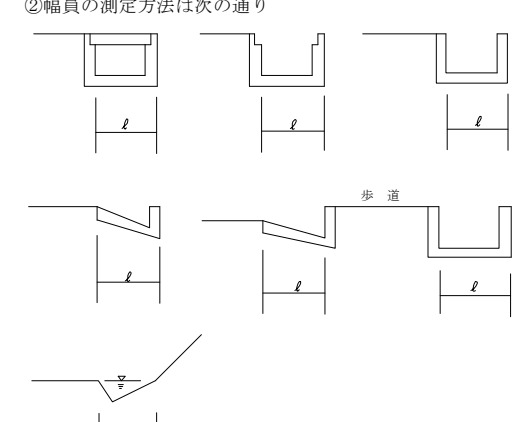 ②幅員の測定方法は次の通り
ℓ ℓ ℓ
歩 道
ℓ ℓ ℓ